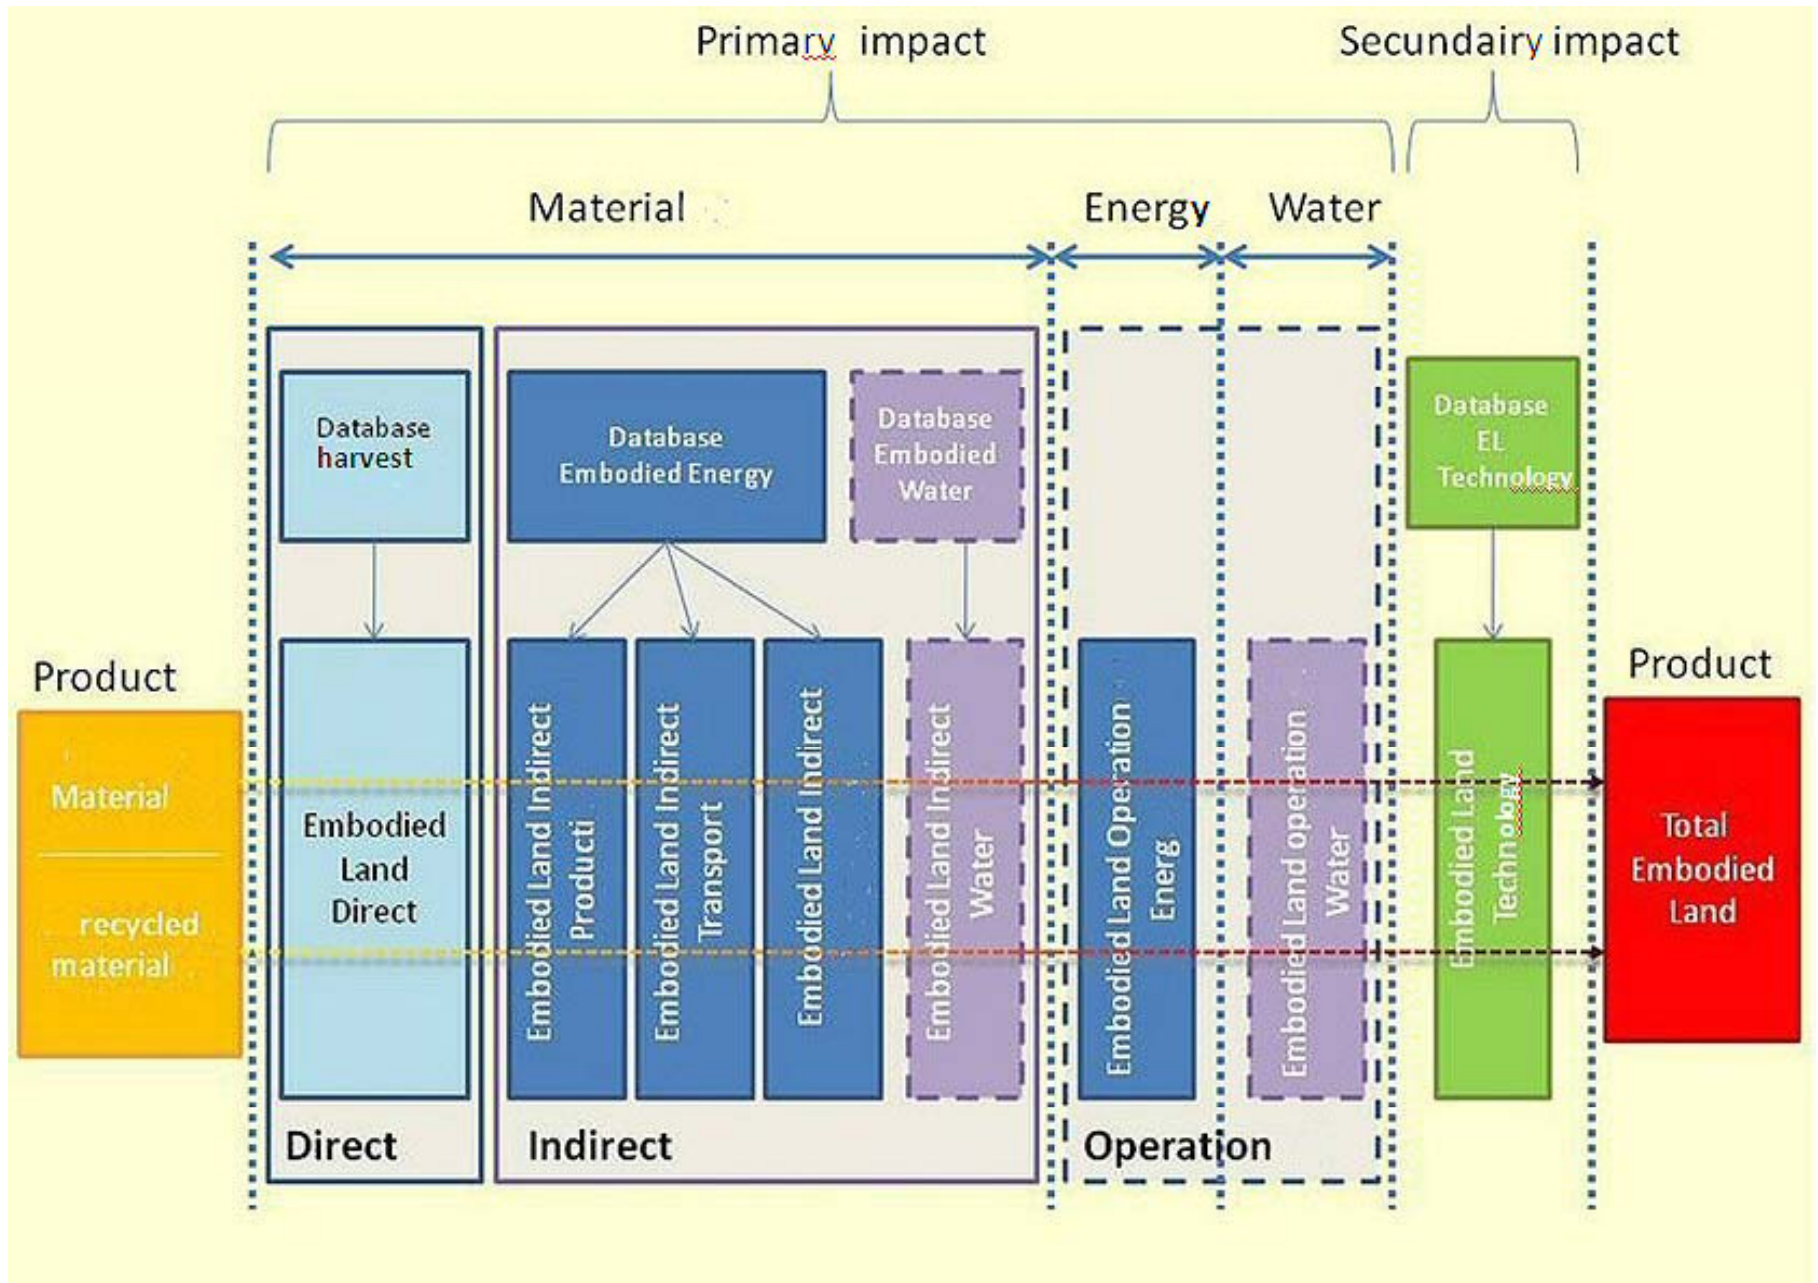 Primary impact
Secundairy impact
Material
Energy
Water
Database
harvest
Database
Embodied Energy
Database
Embodied
Water
Database
EL
Technology
Product
Material
recycled
material
Embodied
Land
Direct
Embodied Land Indirect
Producti
Embodied Land Indirect
Transport
Embodied Land Indirect
Embodied Land Indirect
Water
Embodied Land Operation
Energ
Embodied Land operation
Water
Embodied Land
Technology
Product
Total
Embodied
Land
Direct
Indirect
Operation